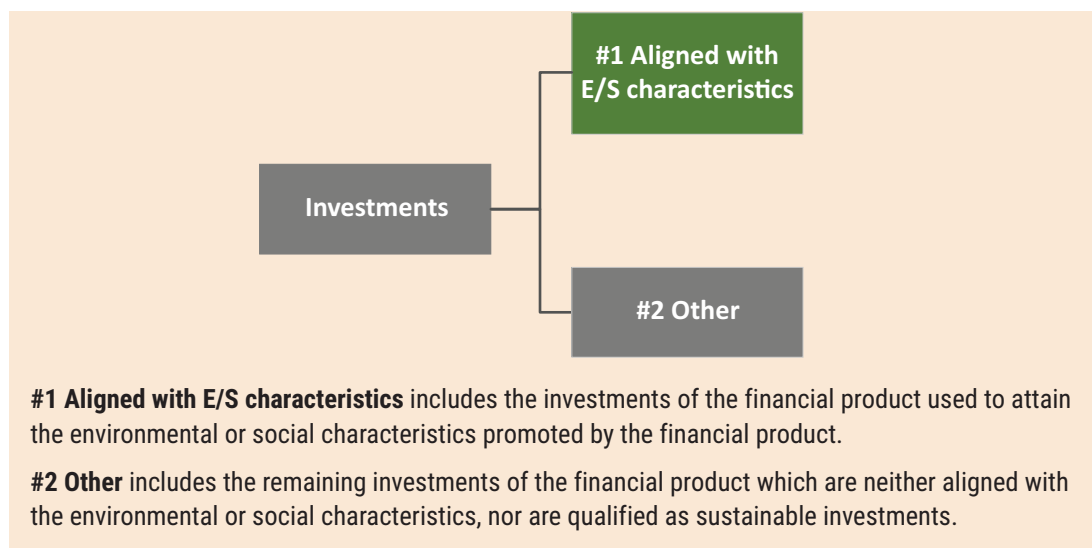 #1 Aligned with
E/S characteristics
Investments
#2 Other
#1 Aligned with E/S characteristics includes the investments of the financial product used to attain
the environmental or social characteristics promoted by the financial product.
#2 Other includes the remaining investments of the financial product which are neither aligned with
the environmental or social characteristics, nor are qualified as sustainable investments.